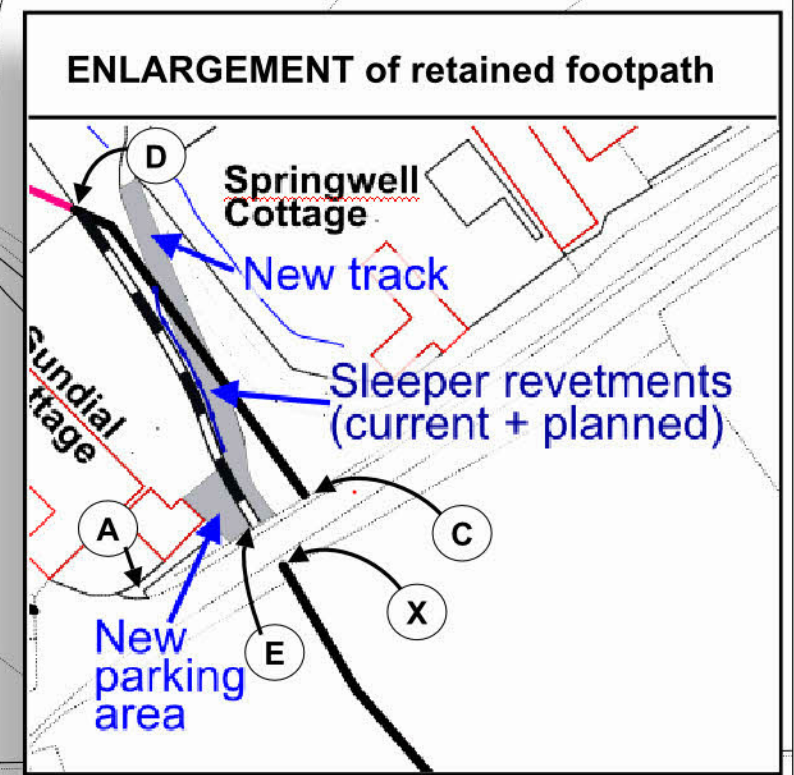 ENLARGEMENT of retained footpath
D
Springwell
Cottage
New track
Sundial
ttage
Sleeper revetments
(current + planned)
A
C
X
E
New
parking
area